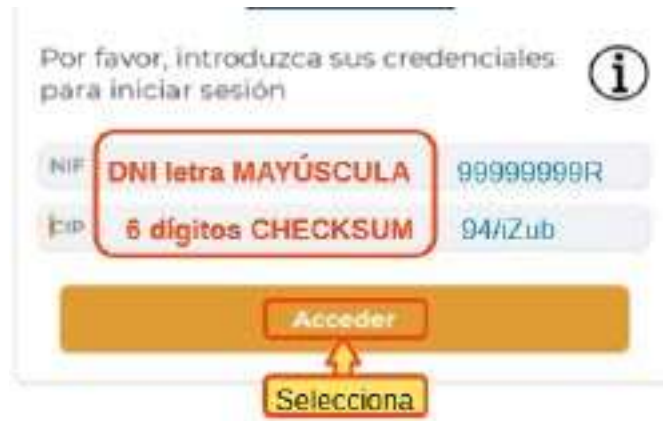 Por favor, introduzca sus credenciales
para iniciar sesión
i
NIF DNI letra MAYÚSCULA 99999999R
CIP 6 dígitos CHECKSUM 94/iZub
Acceder
Selecciona